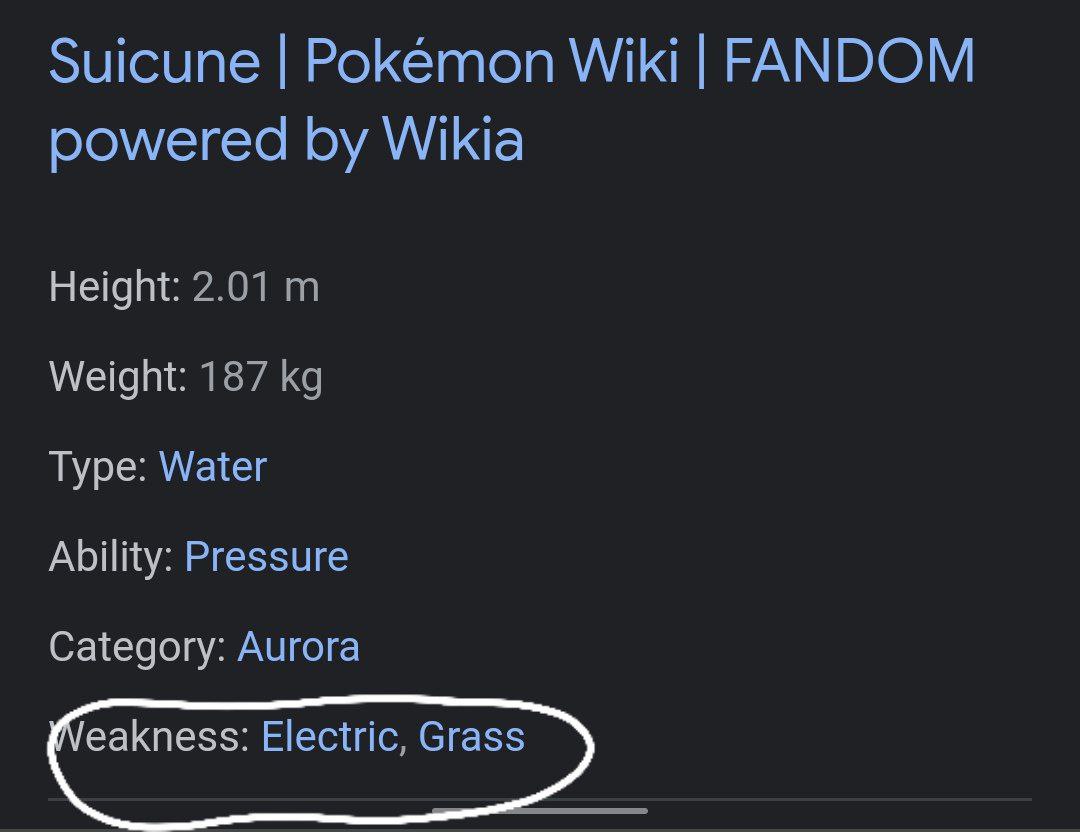 Suicune | Pokémon Wiki | FANDOM
powered by Wikia
Height: 2.01 m
Weight: 187 kg
Type: Water
Ability: Pressure
Category: Aurora
Weakness: Electric, Grass